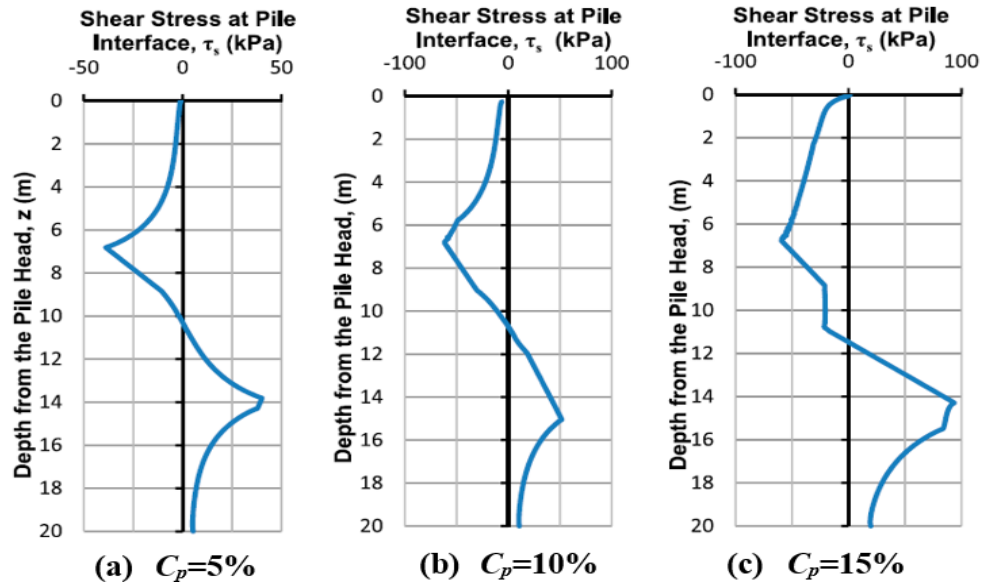 Shear Stress at Pile
Interface, τs (kPa)
-50 0 50
0
2
4
6
8
10
12
14
16
18
20
Depth from the Pile Head, z (m)
(a) Cp=5%
Shear Stress at Pile
Interface, τs (kPa)
-100 0 100
0
2
4
6
8
10
12
14
16
18
20
Depth from the Pile Head, (m)
(b) Cp=10%
Shear Stress at Pile
Interface, τs (kPa)
-100 0 100
0
2
4
6
8
10
12
14
16
18
20
Depth from the Pile Head, (m)
(c) Cp=15%